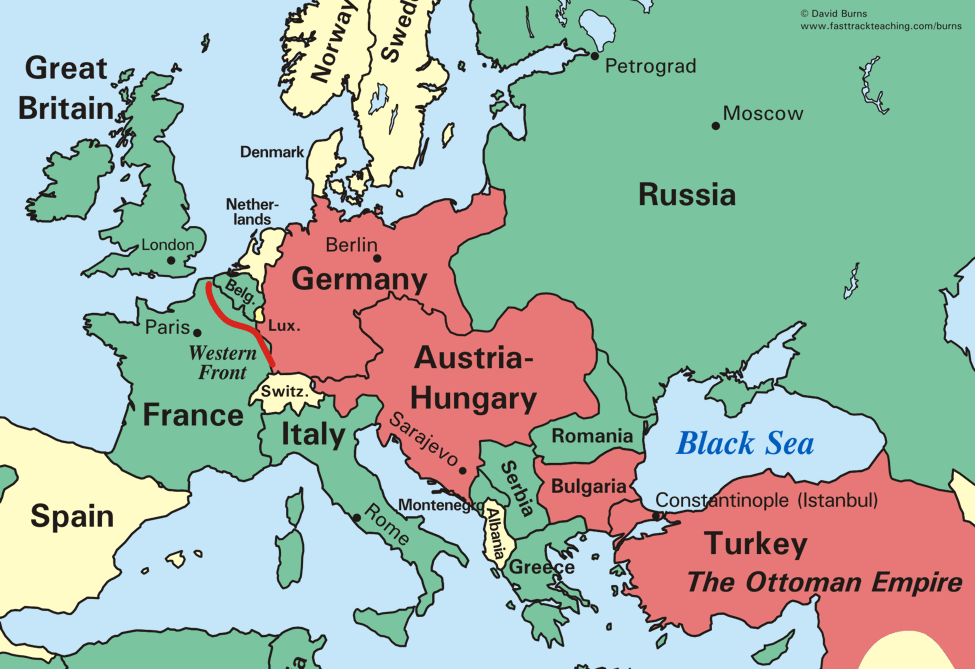 © David Burns
www.fasttrackteaching.com/burns
Great
Britain
Norway
Swed
Petrograd
Moscow
Denmark
Russia
Nether-
lands
London
Berlin
Germany
Belg.
Lux.
Paris
Western
Front
Austria-
Hungary
Switz.
France
Italy
Sarajevo
Romania
Black Sea
Serbia
Bulgaria
Montenegro
Constantinople (Istanbul)
Spain
Rome
Albania
Greece
Turkey
The Ottoman Empire
a